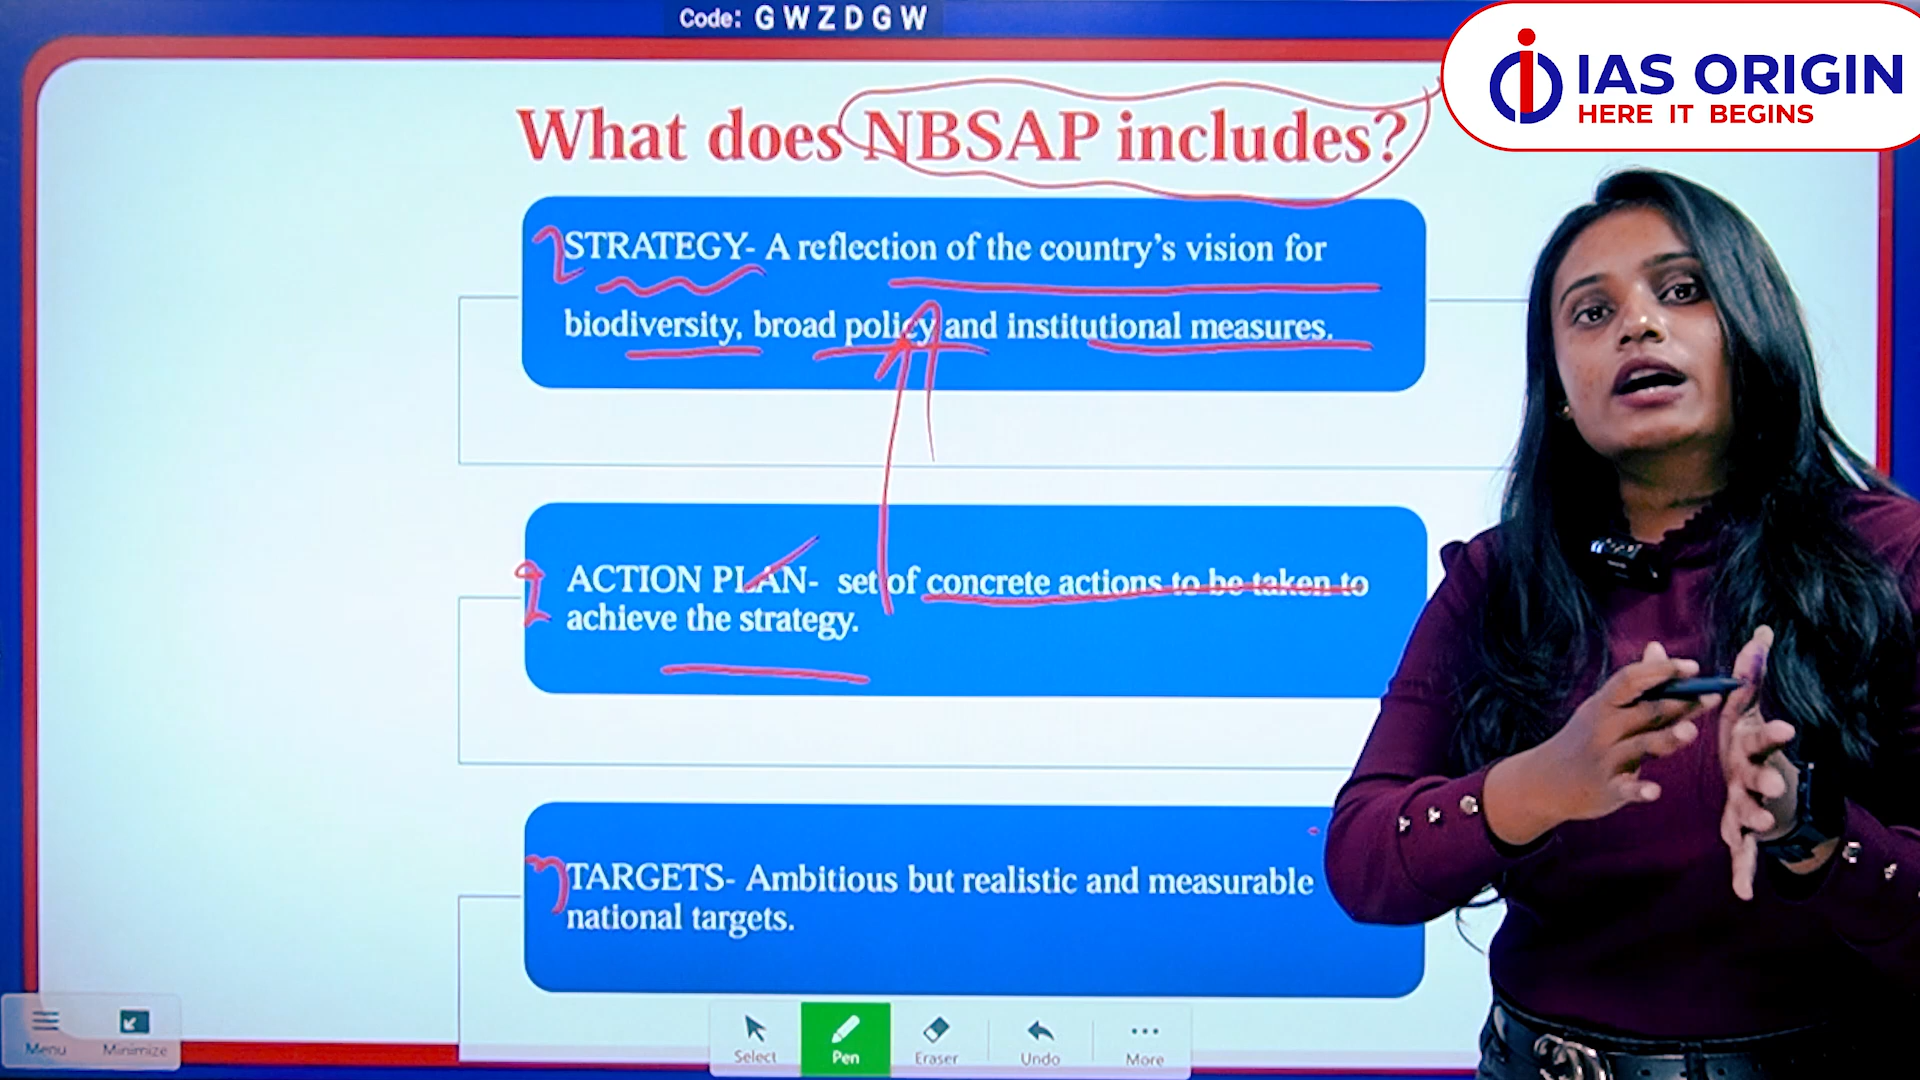 Code: GWZDGW
IAS ORIGIN
HERE IT BEGINS
What does NBSAP includes?
STRATEGY- A reflection of the country's vision for
biodiversity, broad policy and institutional measures.
ACTION PLAN- set of concrete actions to be taken to
achieve the strategy.
TARGETS- Ambitious but realistic and measurable
national targets.
Menu
Minimize
Select
Pen
Eraser
Undo
More